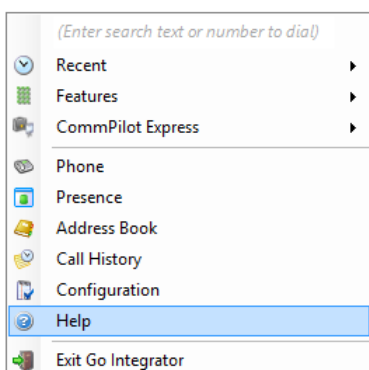 (Enter search text or number to dial)
Recent
Features
CommPilot Express
Phone
Presence
Address Book
Call History
Configuration
Help
Exit Go Integrator